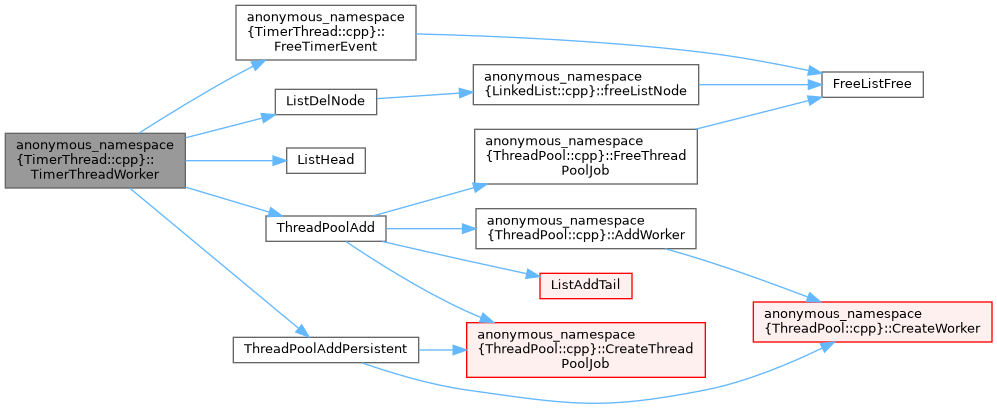 anonymous_namespace
{TimerThread::cpp}::
TimerThreadWorker
anonymous_namespace
{TimerThread::cpp}::
FreeTimerEvent
ListDelNode
ListHead
ThreadPoolAdd
ThreadPoolAddPersistent
anonymous_namespace
{LinkedList::cpp}::freeListNode
anonymous_namespace
{ThreadPool::cpp}::FreeThread
PoolJob
anonymous_namespace
{ThreadPool::cpp}::AddWorker
ListAddTail
anonymous_namespace
{ThreadPool::cpp}::CreateThread
PoolJob
FreeListFree
anonymous_namespace
{ThreadPool::cpp}::CreateWorker